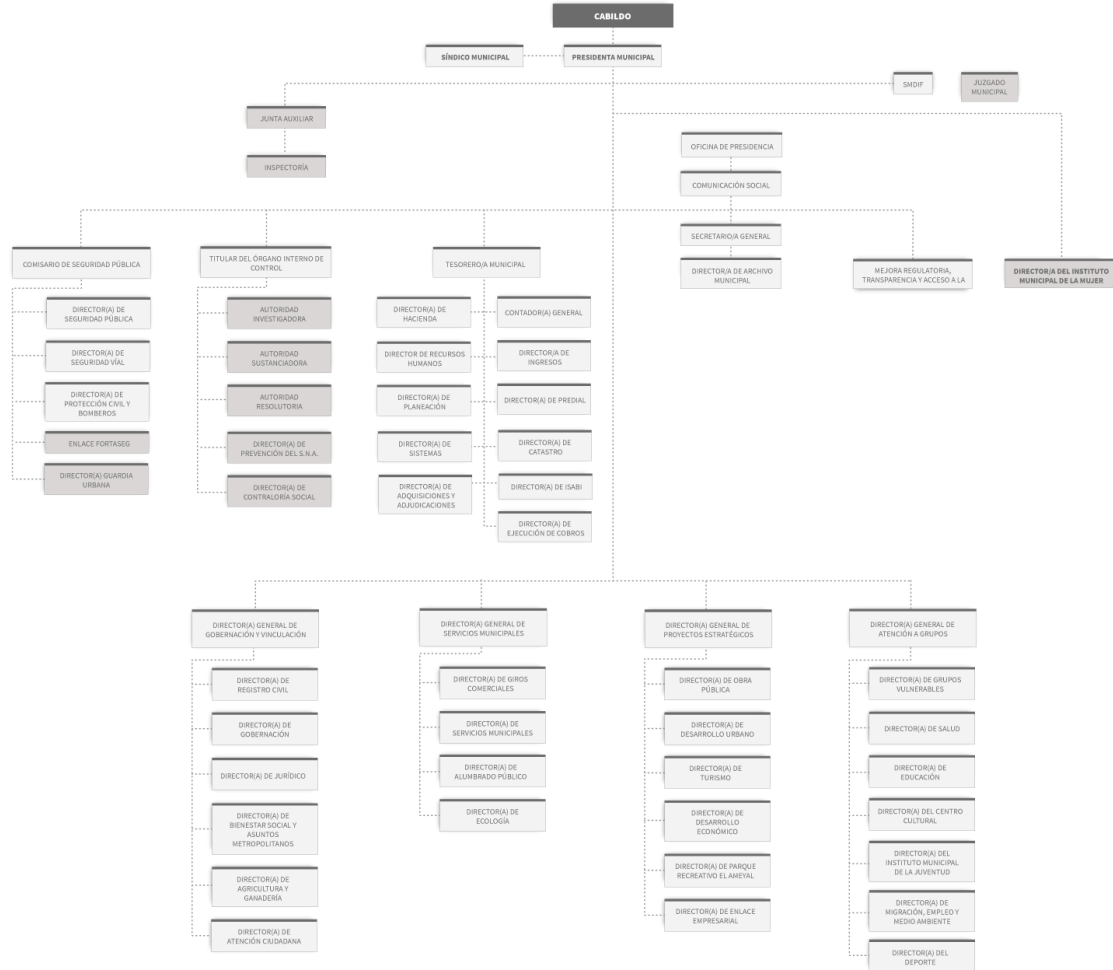 CABILDO
SÍNDICO MUNICIPAL
PRESIDENTA MUNICIPAL
SMDIF
JUZGADO
MUNICIPAL
JUNTA AUXILIAR
INSPECTORÍA
OFICINA DE PRESIDENCIA
COMUNICACIÓN SOCIAL
SECRETARIO/A GENERAL
DIRECTOR/A DE ARCHIVO
MUNICIPAL
COMISARIO DE SEGURIDAD PÚBLICA
TITULAR DEL ÓRGANO INTERNO DE
CONTROL
TESORERO/A MUNICIPAL
MEJORA REGULATORIA,
TRANSPARENCIA Y ACCESO A LA
DIRECTOR/A DEL INSTITUTO
MUNICIPAL DE LA MUJER
DIRECTOR(A) DE
SEGURIDAD PÚBLICA
DIRECTOR(A) DE
SEGURIDAD VÍAL
DIRECTOR(A) DE
PROTECCIÓN CIVIL Y
BOMBEROS
ENLACE FORTASEG
DIRECTOR(A) GUARDIA
URBANA
AUTORIDAD
INVESTIGADORA
AUTORIDAD
SUSTANCIADORA
AUTORIDAD
RESOLUTORIA
DIRECTOR(A) DE
PREVENCIÓN DEL S.N.A.
DIRECTOR(A) DE
CONTRALORÍA SOCIAL
DIRECTOR(A) DE
HACIENDA
DIRECTOR DE RECURSOS
HUMANOS
DIRECTOR(A) DE
PLANEACIÓN
DIRECTOR(A) DE
SISTEMAS
DIRECTOR(A) DE
ADQUISICIONES Y
ADJUDICACIONES
CONTADOR(A) GENERAL
DIRECTOR/A DE
INGRESOS
DIRECTOR(A) DE PREDIAL
DIRECTOR(A) DE
CATASTRO
DIRECTOR(A) DE ISABI
DIRECTOR(A) DE
EJECUCIÓN DE COBROS
DIRECTOR(A) GENERAL DE
GOBERNACIÓN Y VINCULACIÓN
DIRECTOR(A) DE
REGISTRO CIVIL
DIRECTOR(A) DE
GOBERNACIÓN
DIRECTOR(A) DE JURÍDICO
DIRECTOR(A) DE
BIENESTAR SOCIAL Y
ASUNTOS
METROPOLITANOS
DIRECTOR(A) DE
AGRICULTURA Y
GANADERÍA
DIRECTOR(A) DE
ATENCIÓN CIUDADANA
DIRECTOR(A) GENERAL DE
SERVICIOS MUNICIPALES
DIRECTOR(A) DE GIROS
COMERCIALES
DIRECTOR(A) DE
SERVICIOS MUNICIPALES
DIRECTOR(A) DE
ALUMBRADO PÚBLICO
DIRECTOR(A) DE
ECOLOGÍA
DIRECTOR(A) GENERAL DE
PROYECTOS ESTRATÉGICOS
DIRECTOR(A) DE OBRA
PÚBLICA
DIRECTOR(A) DE
DESARROLLO URBANO
DIRECTOR(A) DE
TURISMO
DIRECTOR(A) DE
DESARROLLO
ECONÓMICO
DIRECTOR(A) DE PARQUE
RECREATIVO EL AMEYAL
DIRECTOR(A) DE ENLACE
EMPRESARIAL
DIRECTOR(A) GENERAL DE
ATENCIÓN A GRUPOS
DIRECTOR(A) DE GRUPOS
VULNERABLES
DIRECTOR(A) DE SALUD
DIRECTOR(A) DE
EDUCACIÓN
DIRECTOR(A) DEL CENTRO
CULTURAL
DIRECTOR(A) DEL
INSTITUTO MUNICIPAL
DE LA JUVENTUD
DIRECTOR(A) DE
MIGRACIÓN, EMPLEO Y
MEDIO AMBIENTE
DIRECTOR(A) DEL
DEPORTE